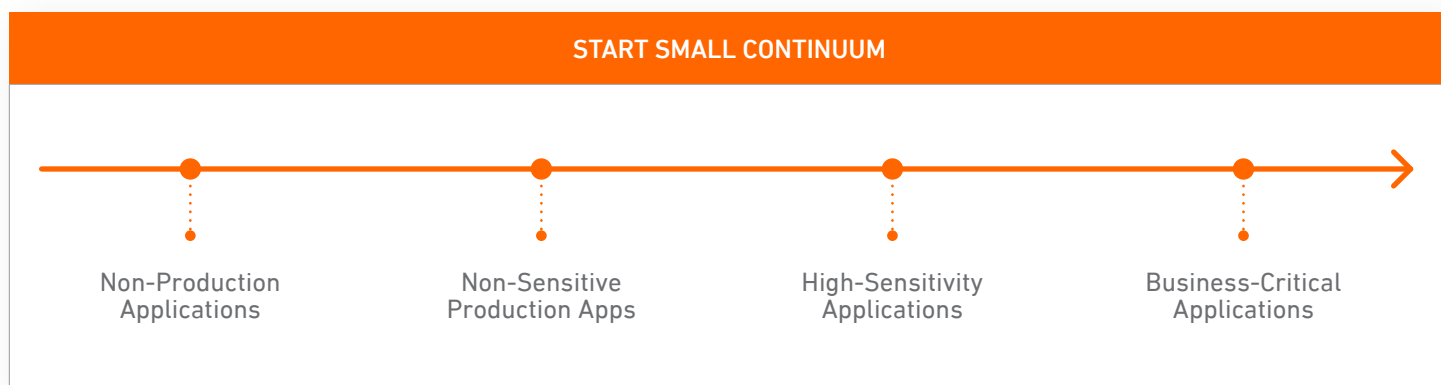 START SMALL CONTINUUM
Non-Production
Applications
Non-Sensitive
Production Apps
High-Sensitivity
Applications
Business-Critical
Applications